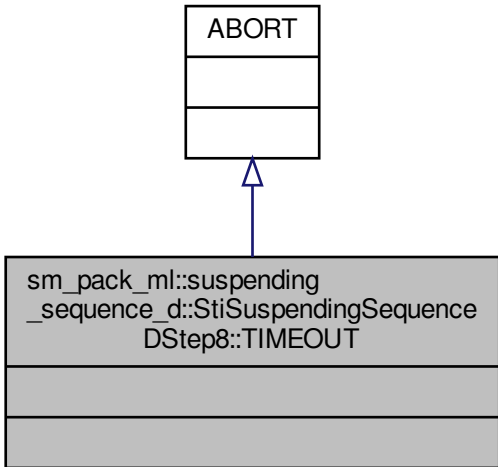 ABORT
sm_pack_ml::suspending
_sequence_d::StiSuspendingSequence
DStep8::TIMEOUT